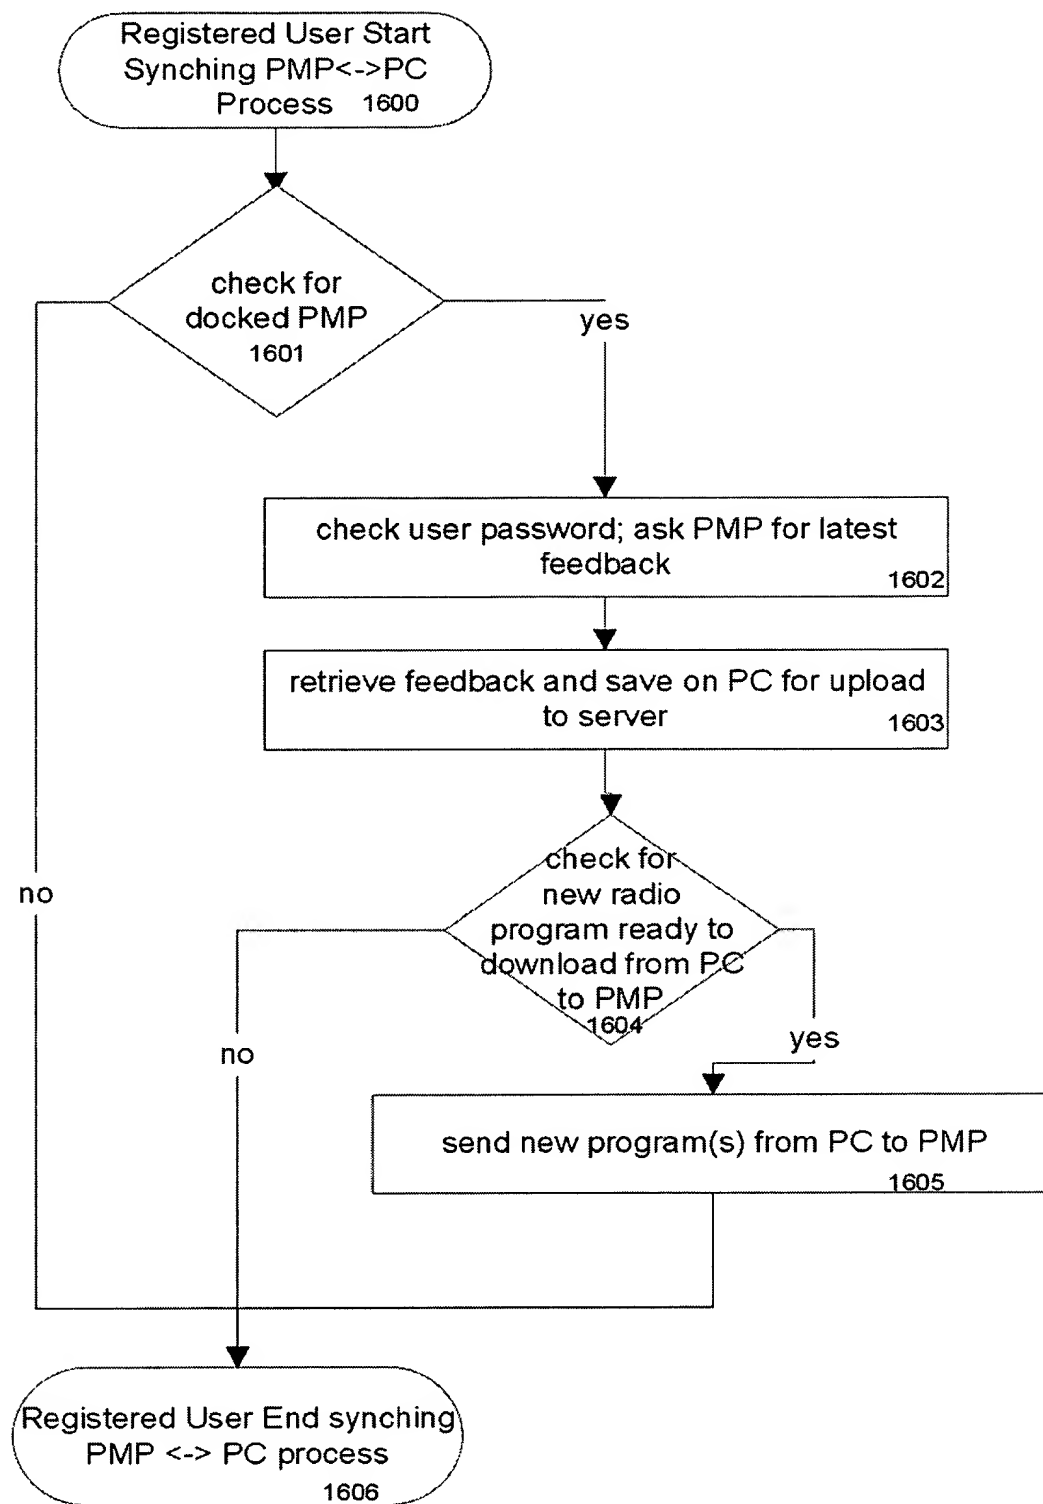 Registered User Start
Synching PMP<->PC
Process 1600
check for
docked PMP
1601
yes
check user password; ask PMP for latest
feedback
1602
retrieve feedback and save on PC for upload
to server
1603
check for
new radio
program ready to
download from PC
to PMP
1604
no
no
yes
send new program(s) from PC to PMP
1605
Registered User End synching
PMP <-> PC process
1606